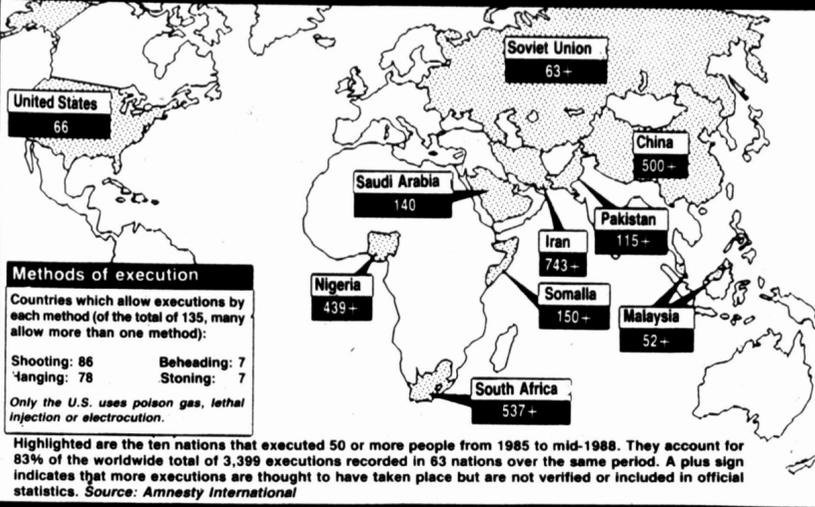 Soviet Union
63+
United States
66
China
500+
Saudi Arabia
140
Pakistan
115+
Iran
743+
Nigeria
439+
Somalia
150+
Malaysia
52+
South Africa
537+
Methods of execution
Countries which allow executions by
each method (of the total of 135, many
allow more than one method):
Shooting: 86 Beheading: 7
Hanging: 78 Stoning: 7
Only the U.S. uses poison gas, lethal
injection or electrocution.
Highlighted are the ten nations that executed 50 or more people from 1985 to mid-1988. They account for
83% of the worldwide total of 3,399 executions recorded in 63 nations over the same period. A plus sign
indicates that more executions are thought to have taken place but are not verified or included in official
statistics. Source: Amnesty International